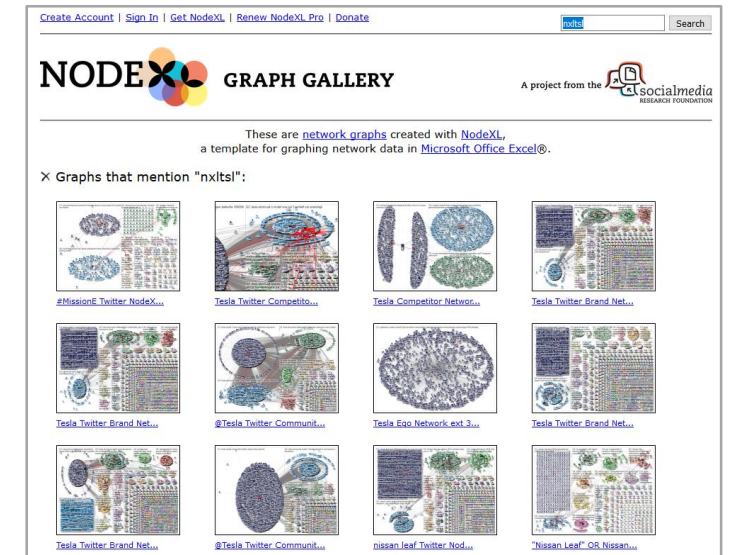 Create Account | Sign In | Get NodeXL | Renew NodeXL Pro | Donate
nxltsl
Search
NODEXL GRAPH GALLERY
A project from the socialmedia
RESEARCH FOUNDATION
These are network graphs created with NodeXL,
a template for graphing network data in Microsoft Office Excel®.
× Graphs that mention "nxltsl":
#MissionE Twitter NodeX...
Tesla Twitter Competito...
Tesla Competitor Networ...
Tesla Twitter Brand Net...
Tesla Twitter Brand Net...
@Tesla Twitter Communit...
Tesla Ego Network ext 3...
Tesla Twitter Brand Net...
Tesla Twitter Brand Net...
@Tesla Twitter Communit...
nissan leaf Twitter Nod...
"Nissan Leaf" OR Nissan...